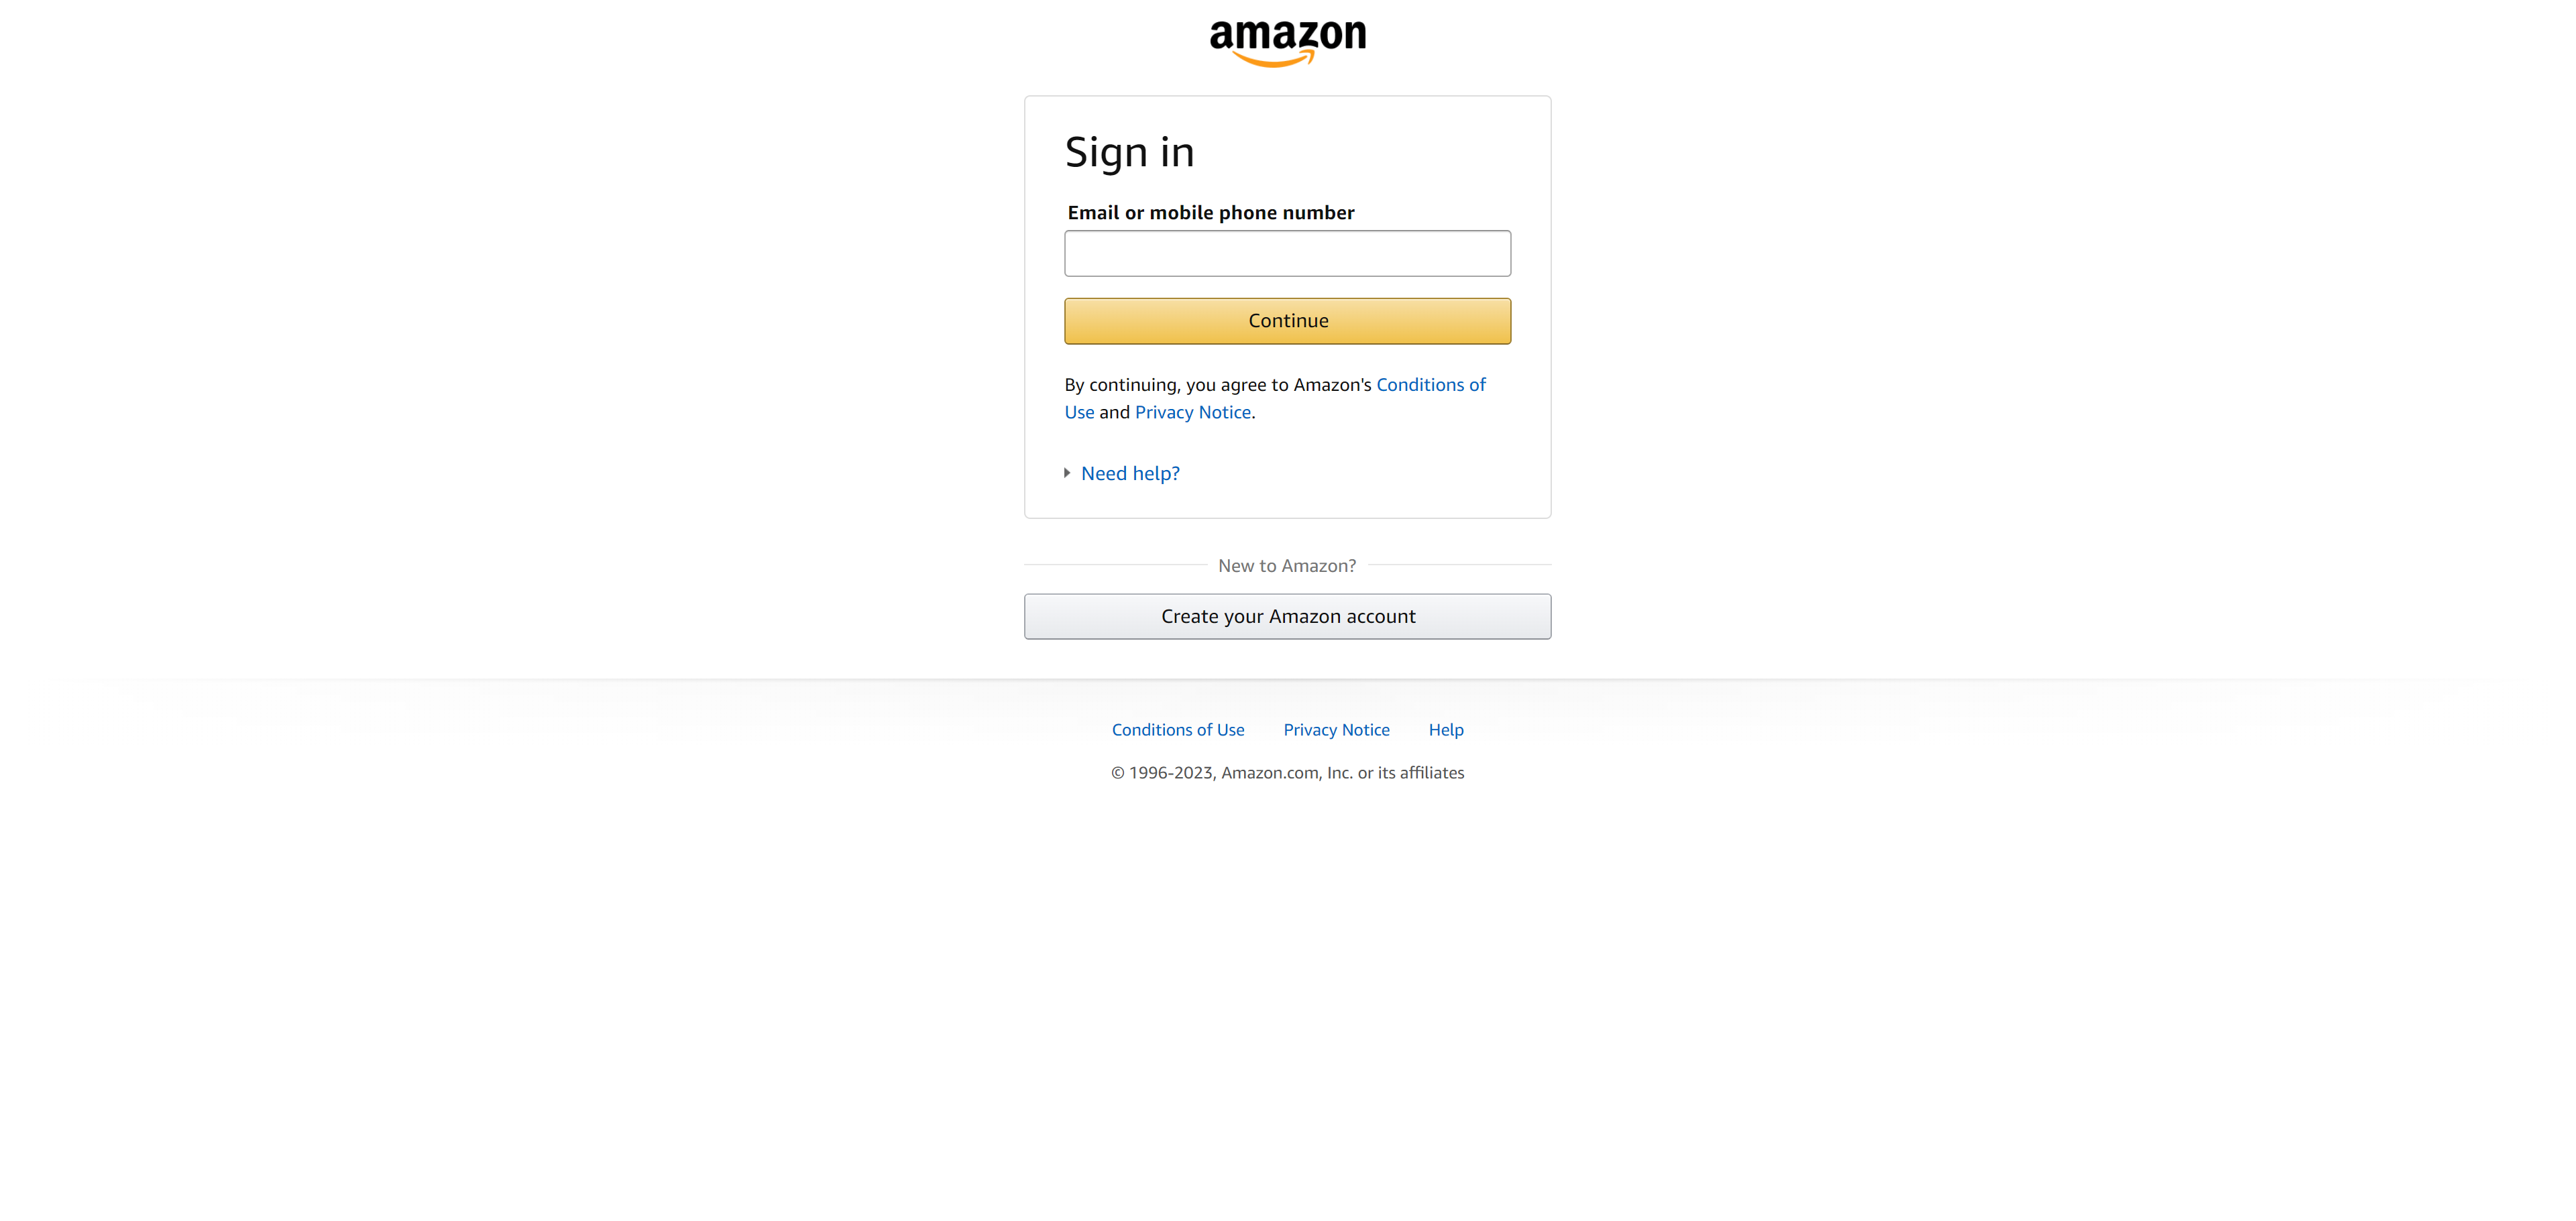 amazon
Sign in
Email or mobile phone number
Continue
By continuing, you agree to Amazon's Conditions of
Use and Privacy Notice.
Need help?
New to Amazon?
Create your Amazon account
Conditions of Use Privacy Notice Help
© 1996-2023, Amazon.com, Inc. or its affiliates